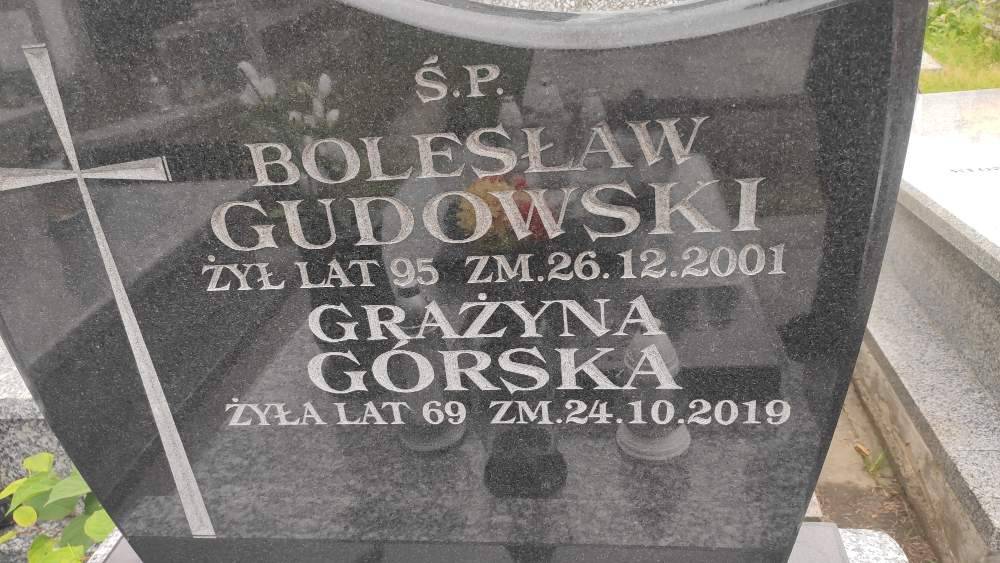 Ś.P.
BOLESŁAW
GUDOWSKI
ŻYŁ LAT 95 ZM.26.12.2001
GRAŻYNA
GÓRSKA
ŻYŁA LAT 69 ZM.24.10.2019